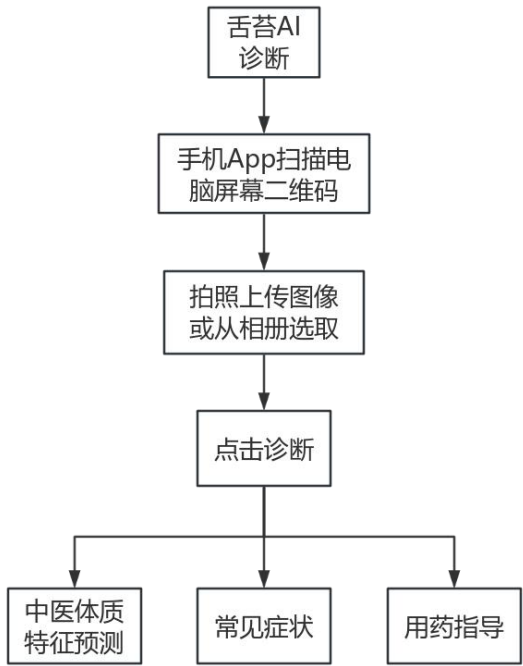 舌苔AI
诊断
手机App扫描电
脑屏幕二维码
拍照上传图像
或从相册选取
点击诊断
中医体质
特征预测
常见症状
用药指导